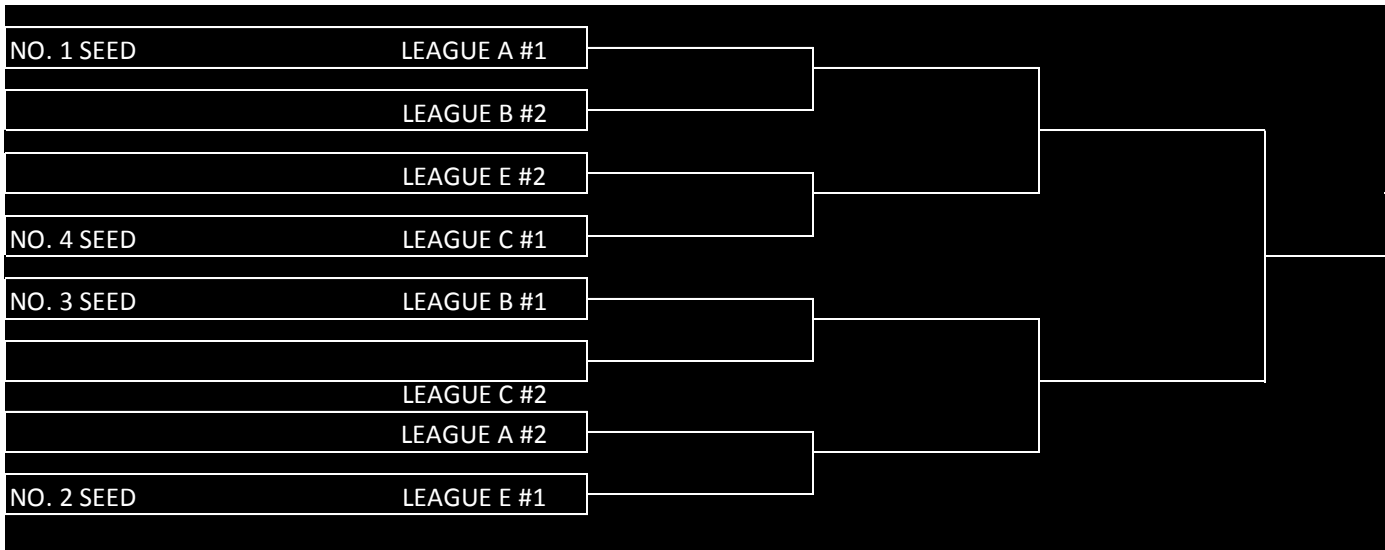 NO. 1 SEED LEAGUE A #1
LEAGUE B #2
LEAGUE E #2
NO. 4 SEED LEAGUE C #1
NO. 3 SEED LEAGUE B #1
LEAGUE C #2
LEAGUE A #2
NO. 2 SEED LEAGUE E #1